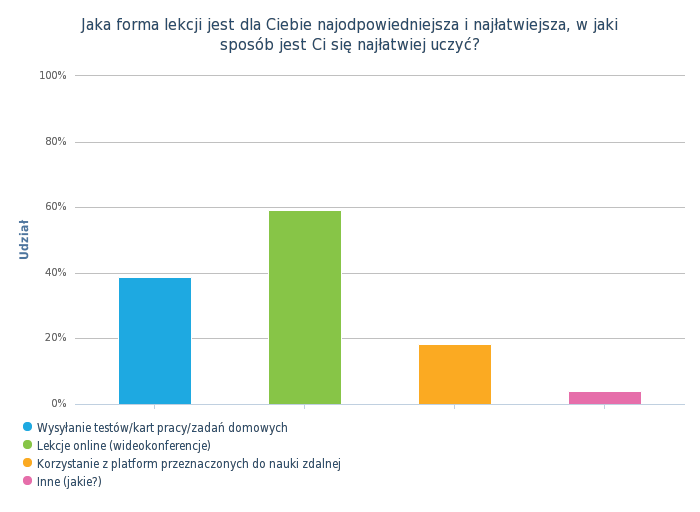 Jaka forma lekcji jest dla Ciebie najodpowiedniejsza i najłatwiejsza, w jaki
sposób jest Ci się najłatwiej uczyć?
100%
80%
60%
40%
20%
0%
Udział
Wysyłanie testów/kart pracy/zadań domowych
Lekcje online (wideokonferencje)
Korzystanie z platform przeznaczonych do nauki zdalnej
Inne (jakie?)